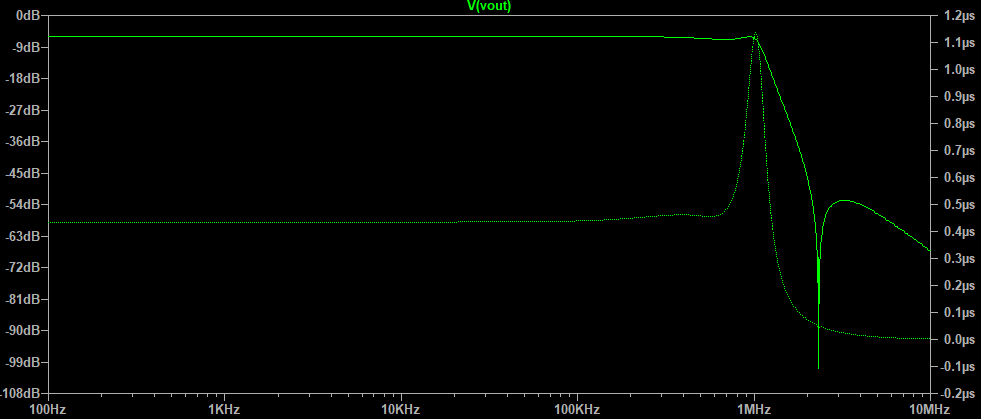 V(vout)
0dB
-9dB
-18dB
-27dB
-36dB
-45dB
-54dB
-63dB
-72dB
-81dB
-90dB
-99dB
-108dB
1.2µs
1.1µs
1.0µs
0.9µs
0.8µs
0.7µs
0.6µs
0.5µs
0.4µs
0.3µs
0.2µs
0.1µs
0.0µs
-0.1µs
-0.2µs
100Hz 1KHz 10KHz 100KHz 1MHz 10MHz